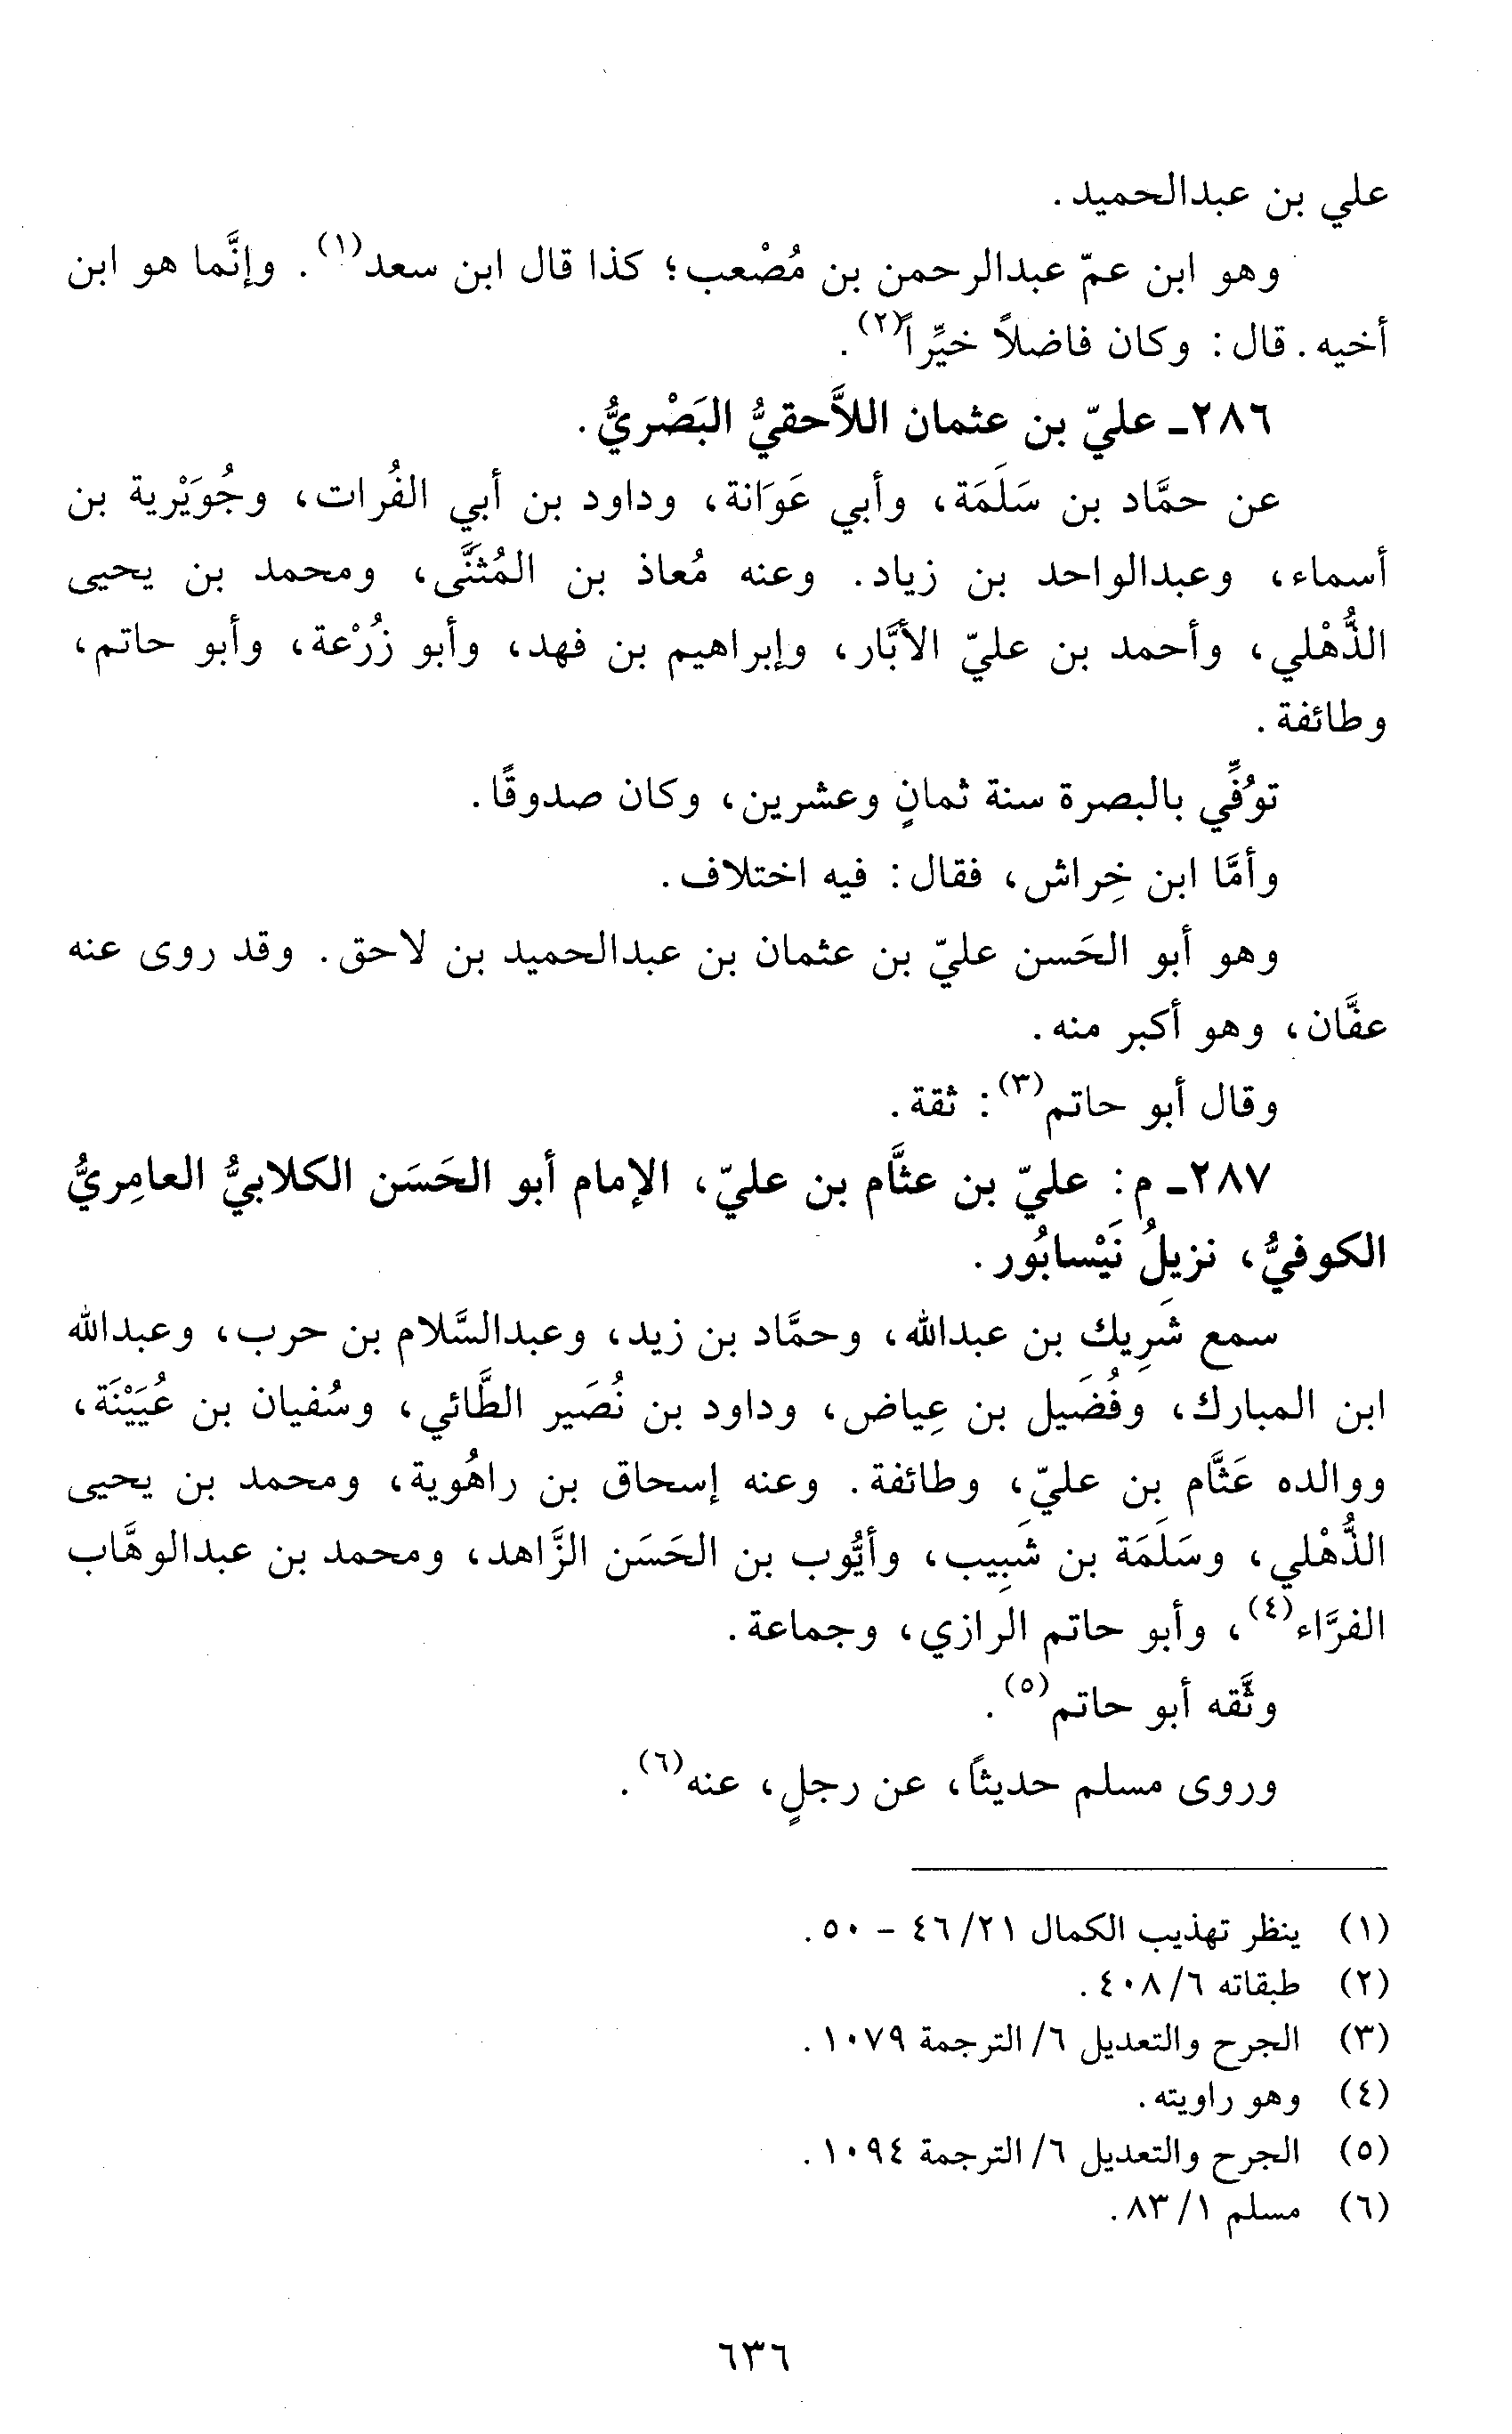 علي بن عبدالحميد.
وهو ابن عمّ عبدالرحمن بن مُصْعب؛ كذا قال ابن سعد(١). وإنَّما هو ابن
أخيه. قال: وكان فاضلاً خيِّراً(٢).
٢٨٦ـ عليّ بن عثمان اللاَّحقيُّ البَصْريُّ.
عن حمَّاد بن سَلَمَة، وأبي عَوَانة، وداود بن أبي الفُرات، وجُوَيْرية بن
أسماء، وعبدالواحد بن زياد. وعنه مُعاذ بن المُثنَّى، ومحمد بن يحيى
الذُّهْلي، وأحمد بن عليّ الأبَّار، وإبراهيم بن فهد، وأبو زُرْعة، وأبو حاتم،
وطائفة.
توُفِّي بالبصرة سنة ثمانٍ وعشرين، وكان صدوقًا.
وأمَّا ابن خِراش، فقال: فيه اختلاف.
وهو أبو الحَسن عليّ بن عثمان بن عبدالحميد بن لاحق. وقد روى عنه
عفَّان، وهو أكبر منه.
وقال أبو حاتم(٣): ثقة.
٢٨٧ـ م: عليّ بن عثَّام بن عليّ، الإمام أبو الحَسَن الكلابيُّ العامِريُّ
الكوفيُّ، نزيلُ نَيْسابُور.
سمع شَرِيك بن عبدالله، وحمَّاد بن زيد، وعبدالسَّلام بن حرب، وعبدالله
ابن المبارك، وفُضَيل بن عِياض، وداود بن نُصَير الطَّائي، وسُفيان بن عُيَيْنَة،
ووالده عَثَّام بن عليّ، وطائفة. وعنه إسحاق بن راهُوية، ومحمد بن يحيى
الذُّهْلي، وسَلَمَة بن شَبِيب، وأيُّوب بن الحَسَن الزَّاهد، ومحمد بن عبدالوهَّاب
الفرَّاء(٤)، وأبو حاتم الرازي، وجماعة.
وثَّقه أبو حاتم(٥).
وروى مسلم حديثاً، عن رجلٍ، عنه(٦).
(١) ينظر تهذيب الكمال ٢١/ ٤٦ - ٥٠.
(٢) طبقاته ٦/ ٤٠٨.
(٣) الجرح والتعديل ٦/ الترجمة ١٠٧٩.
(٤) وهو راويته.
(٥) الجرح والتعديل ٦/ الترجمة ١٠٩٤.
(٦) مسلم ١/ ٨٣.
٦٣٦